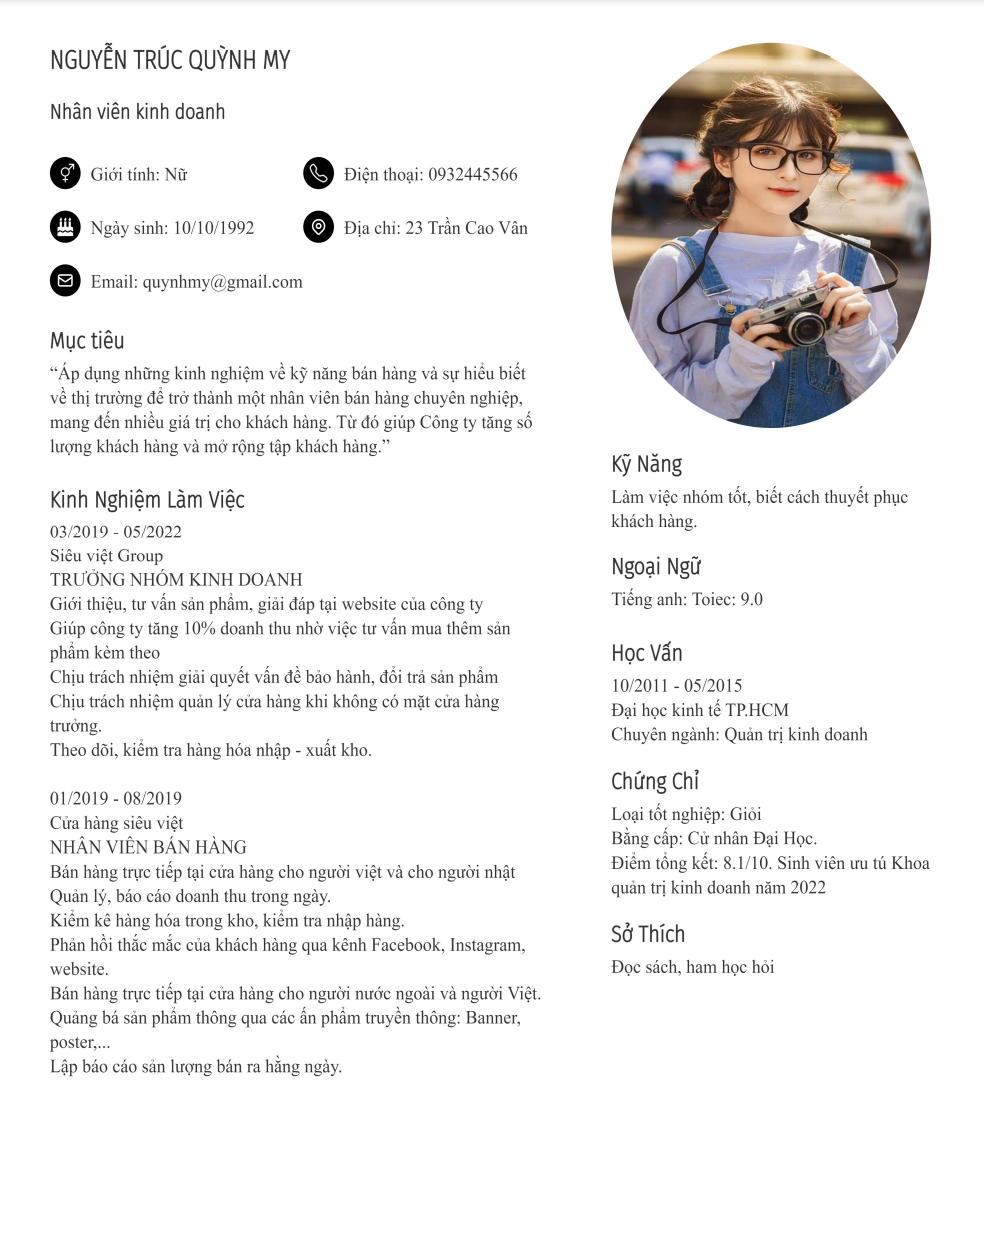 NGUYỄN TRÚC QUỲNH MY
Nhân viên kinh doanh
Giới tính: Nữ
Điện thoại: 0932445566
Ngày sinh: 10/10/1992
Địa chỉ: 23 Trần Cao Vân
Email: quynhmy@gmail.com
Mục tiêu
“Áp dụng những kinh nghiệm về kỹ năng bán hàng và sự hiểu biết
về thị trường để trở thành một nhân viên bán hàng chuyên nghiệp,
mang đến nhiều giá trị cho khách hàng. Từ đó giúp Công ty tăng số
lượng khách hàng và mở rộng tập khách hàng.”
Kinh Nghiệm Làm Việc
03/2019 - 05/2022
Siêu việt Group
TRƯỞNG NHÓM KINH DOANH
Giới thiệu, tư vấn sản phẩm, giải đáp tại website của công ty
Giúp công ty tăng 10% doanh thu nhờ việc tư vấn mua thêm sản
phẩm kèm theo
Chịu trách nhiệm giải quyết vấn đề bảo hành, đổi trả sản phẩm
Chịu trách nhiệm quản lý cửa hàng khi không có mặt cửa hàng
trưởng.
Theo dõi, kiểm tra hàng hóa nhập - xuất kho.
01/2019 - 08/2019
Cửa hàng siêu việt
NHÂN VIÊN BÁN HÀNG
Bán hàng trực tiếp tại cửa hàng cho người việt và cho người nhật
Quản lý, báo cáo doanh thu trong ngày.
Kiểm kê hàng hóa trong kho, kiểm tra nhập hàng.
Phản hồi thắc mắc của khách hàng qua kênh Facebook, Instagram,
website.
Bán hàng trực tiếp tại cửa hàng cho người nước ngoài và người Việt.
Quảng bá sản phẩm thông qua các ấn phẩm truyền thông: Banner,
poster,...
Lập báo cáo sản lượng bán ra hằng ngày.
Kỹ Năng
Làm việc nhóm tốt, biết cách thuyết phục
khách hàng.
Ngoại Ngữ
Tiếng anh: Toiec: 9.0
Học Vấn
10/2011 - 05/2015
Đại học kinh tế TP.HCM
Chuyên ngành: Quản trị kinh doanh
Chứng Chỉ
Loại tốt nghiệp: Giỏi
Bằng cấp: Cử nhân Đại Học.
Điểm tổng kết: 8.1/10. Sinh viên ưu tú Khoa
quản trị kinh doanh năm 2022
Sở Thích
Đọc sách, ham học hỏi